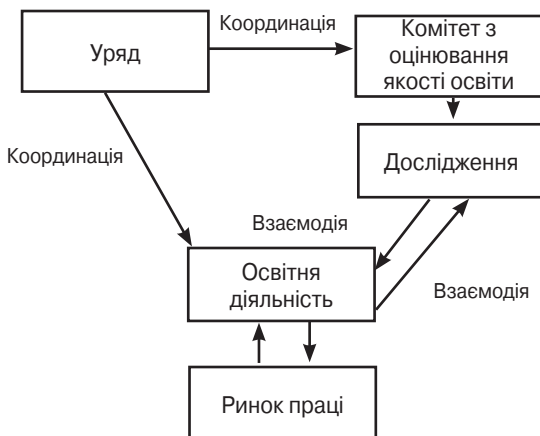 Координація
Уряд
Комітет з
оцінювання
якості освіти
Координація
Дослідження
Взаємодія
Освітня
діяльність
Взаємодія
Ринок праці